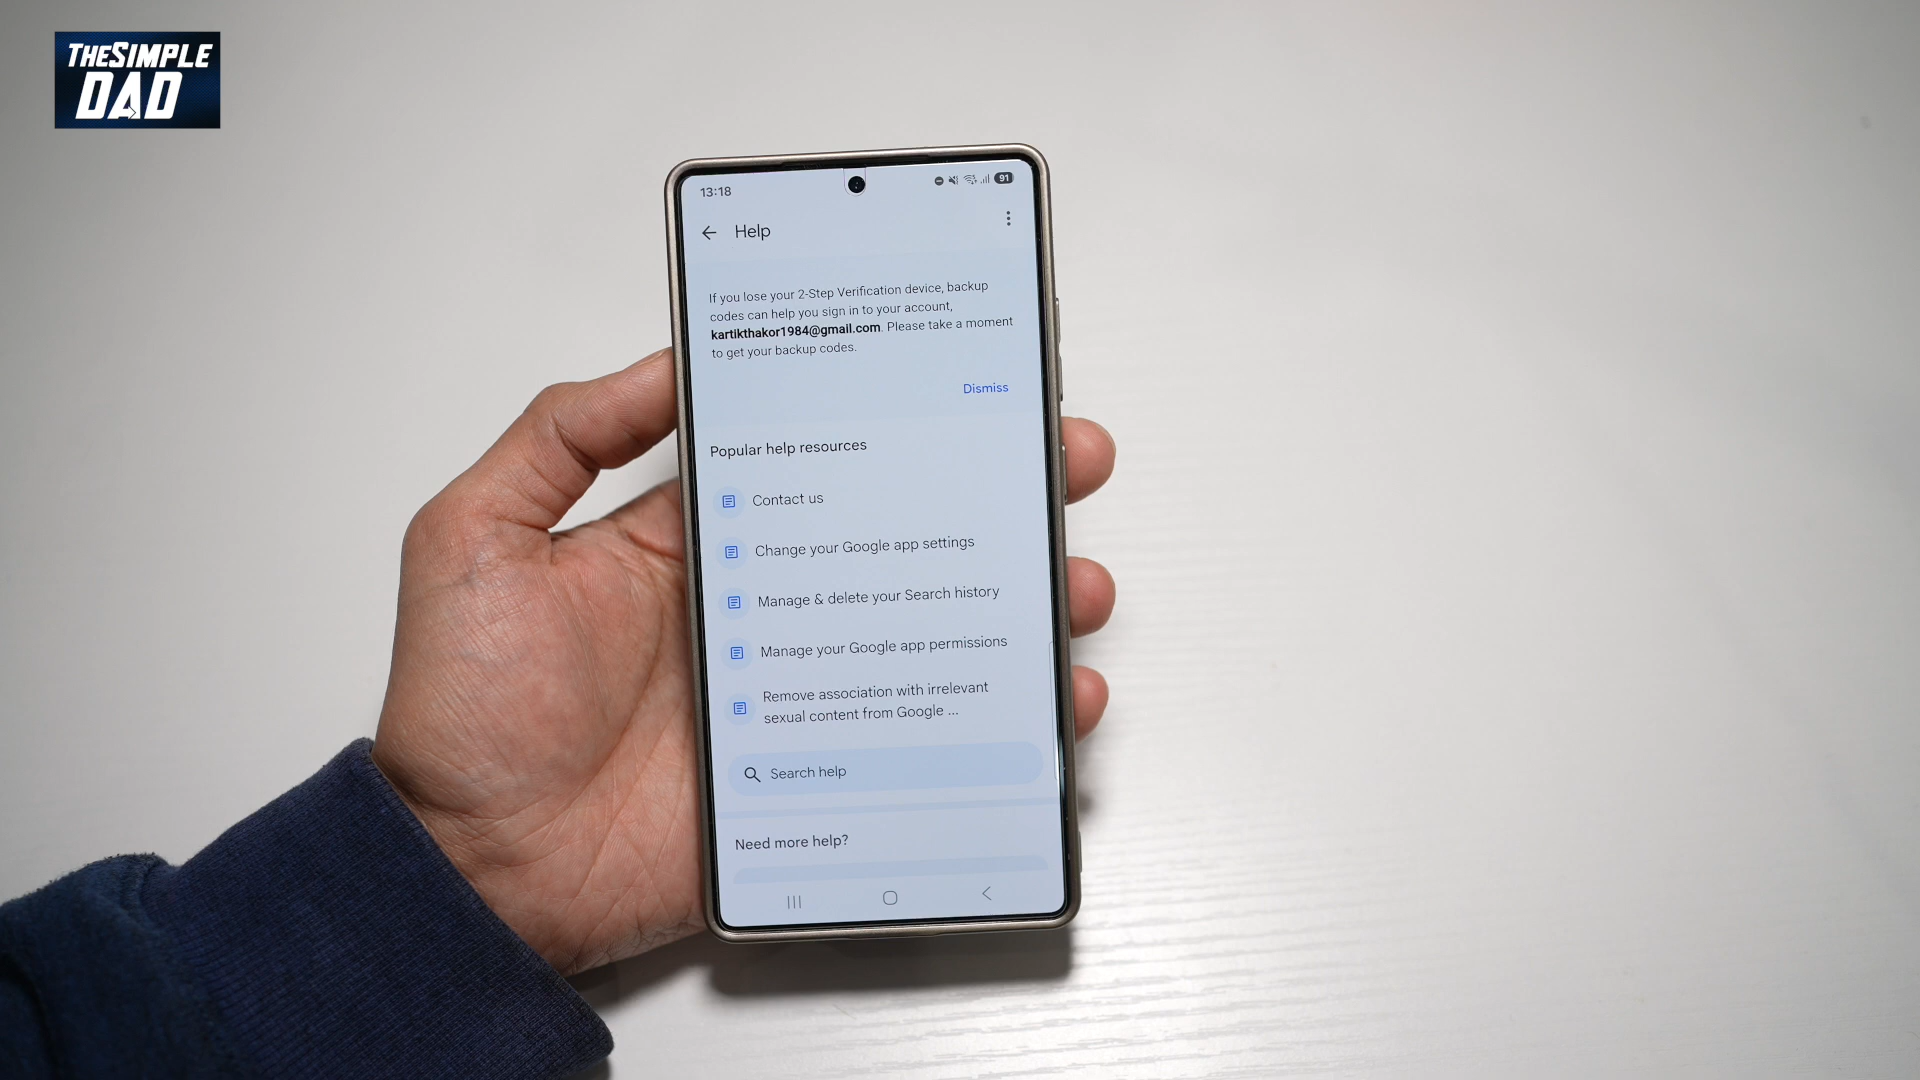 THESIMPLE
DAD
13:18
91
Help
If you lose your 2-Step Verification device, backup
codes can help you sign in to your account,
kartikthakor1984@gmail.com. Please take a moment
to get your backup codes.
Dismiss
Popular help resources
Contact us
Change your Google app settings
Manage & delete your Search history
Manage your Google app permissions
Remove association with irrelevant
sexual content from Google ...
Search help
Need more help?